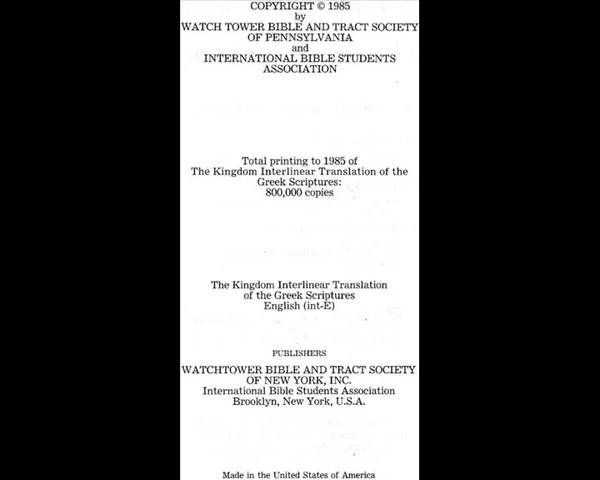 COPYRIGHT © 1985
by
WATCH TOWER BIBLE AND TRACT SOCIETY
OF PENNSYLVANIA
and
INTERNATIONAL BIBLE STUDENTS
ASSOCIATION
Total printing to 1985 of
The Kingdom Interlinear Translation of the
Greek Scriptures:
800,000 copies
The Kingdom Interlinear Translation
of the Greek Scriptures
English (int-E)
PUBLISHERS
WATCHTOWER BIBLE AND TRACT SOCIETY
OF NEW YORK, INC.
International Bible Students Association
Brooklyn, New York, U.S.A.
Made in the United States of America